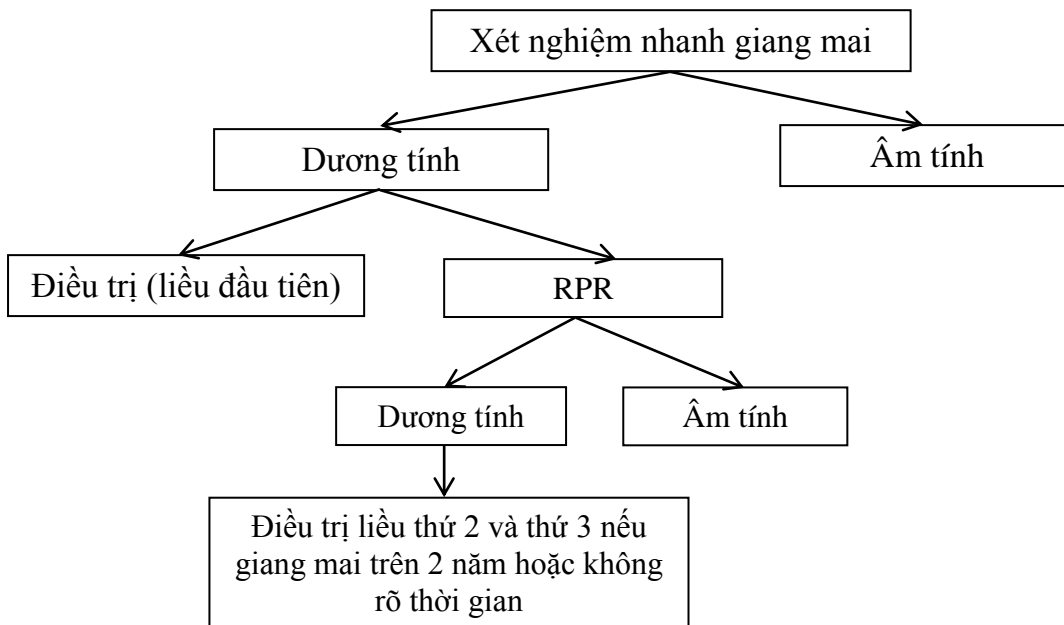 Xét nghiệm nhanh giang mai
Dương tính
Âm tính
Điều trị (liều đầu tiên)
RPR
Dương tính
Âm tính
Điều trị liều thứ 2 và thứ 3 nếu
giang mai trên 2 năm hoặc không
rõ thời gian